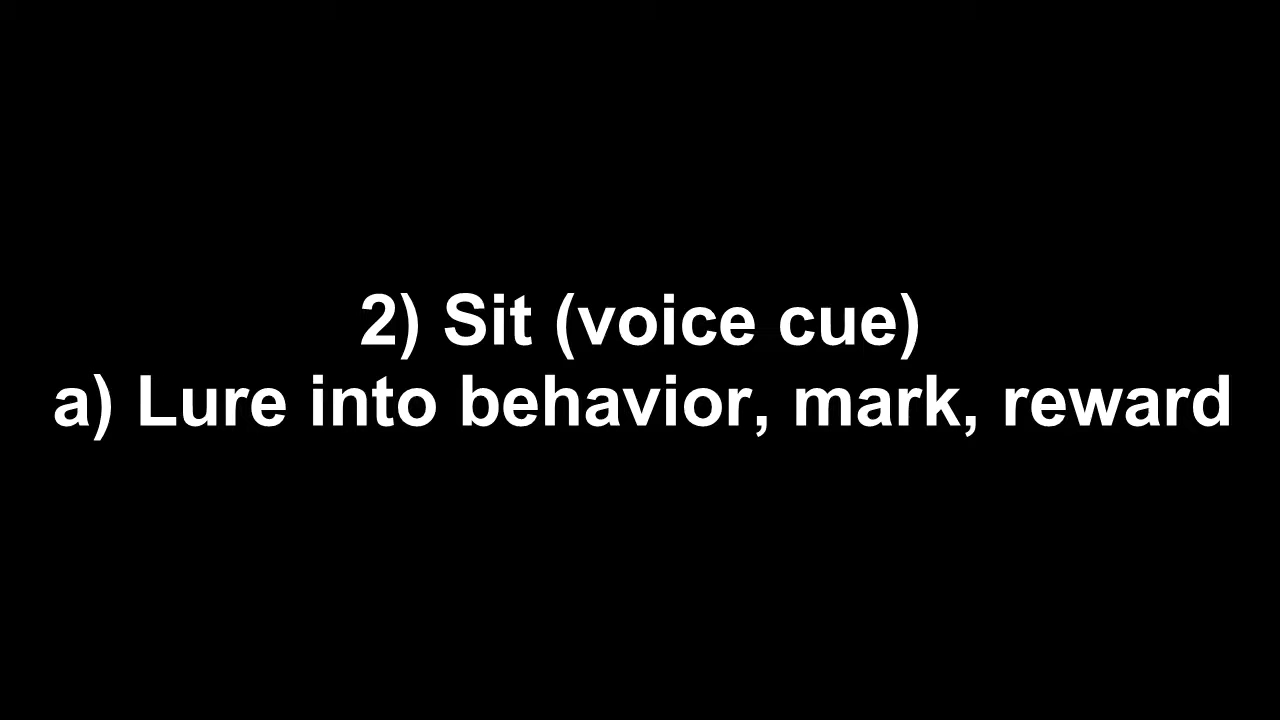 2) Sit (voice cue)
a) Lure into behavior, mark, reward